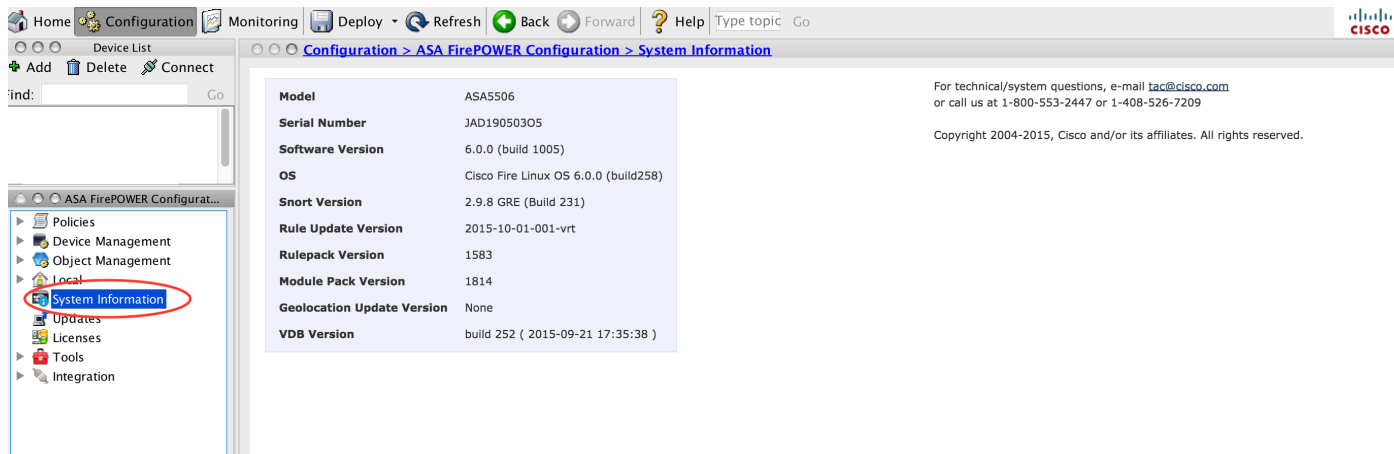 Home Configuration Monitoring Deploy Refresh Back Forward Help Type topic Go
CISCO
Device List
Configuration > ASA FirePOWER Configuration > System Information
Add Delete Connect
Find: Go
ASA FirePOWER Configurat...
Policies
Device Management
Object Management
Local
System Information
Updates
Licenses
Tools
Integration
Model ASA5506
Serial Number JAD190503O5
Software Version 6.0.0 (build 1005)
OS Cisco Fire Linux OS 6.0.0 (build258)
Snort Version 2.9.8 GRE (Build 231)
Rule Update Version 2015-10-01-001-vrt
Rulepack Version 1583
Module Pack Version 1814
Geolocation Update Version None
VDB Version build 252 ( 2015-09-21 17:35:38 )
For technical/system questions, e-mail tac@cisco.com
or call us at 1-800-553-2447 or 1-408-526-7209
Copyright 2004-2015, Cisco and/or its affiliates. All rights reserved.